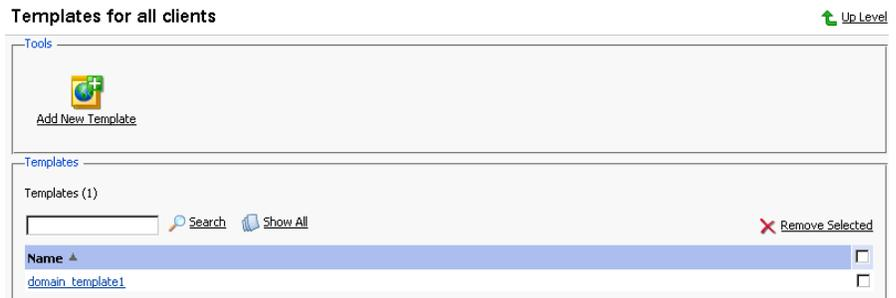 Templates for all clients
Up Level
Tools
Add New Template
Templates
Templates (1)
Search Show All Remove Selected
Name
domain_template1